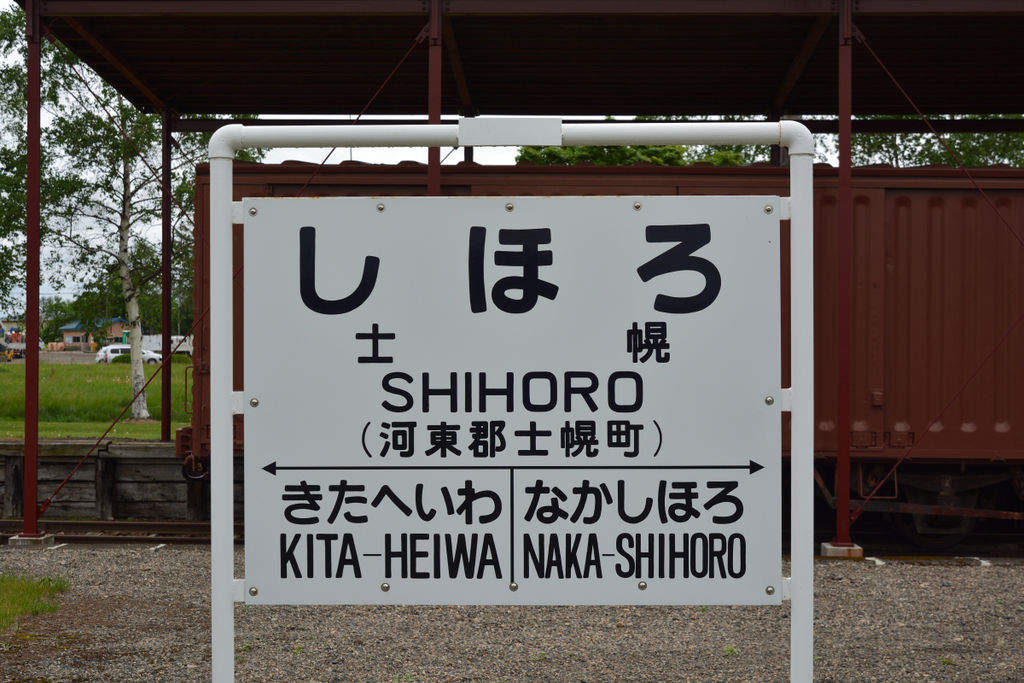 しほろ
士幌
SHIHORO
(河東郡士幌町)
きたへいわ なかしほろ
KITA-HEIWA NAKA-SHIHORO